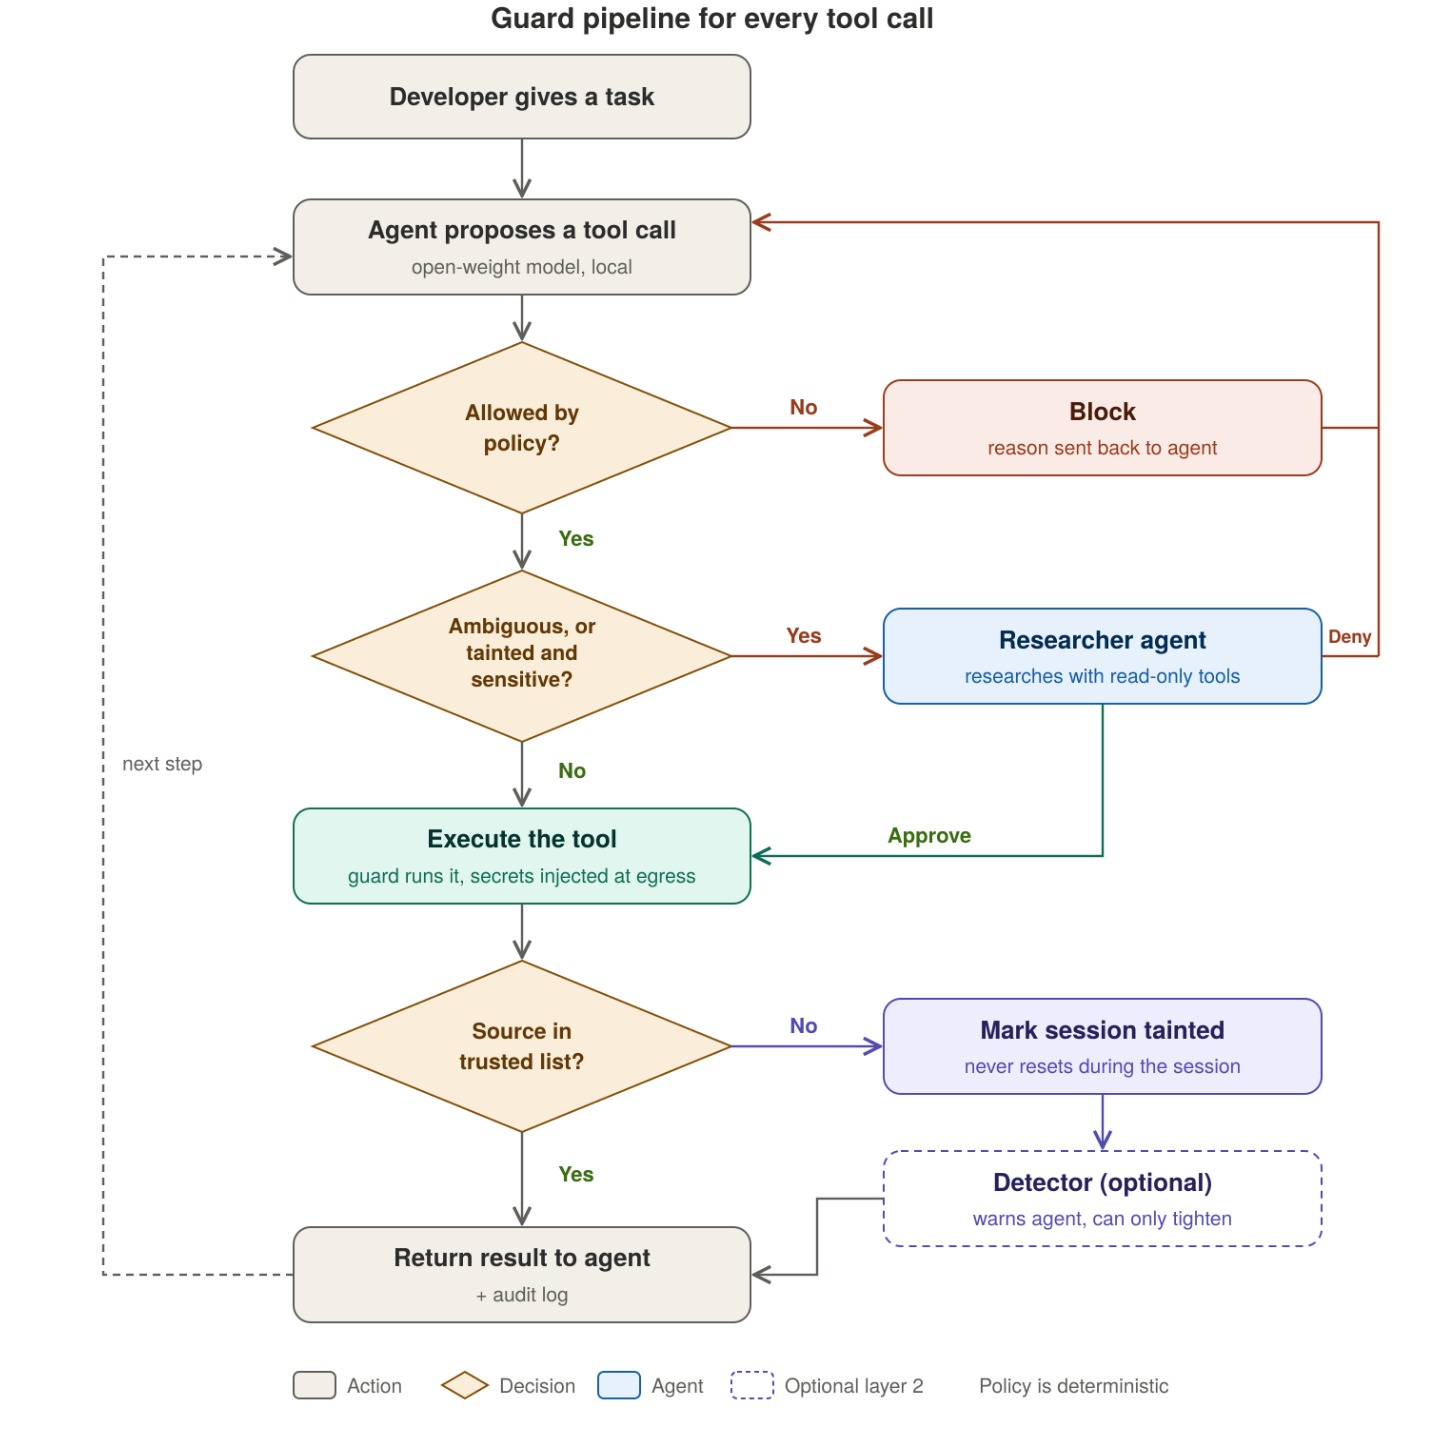 Guard pipeline for every tool call
Developer gives a task
Agent proposes a tool call
open-weight model, local
Allowed by
policy?
No
Block
reason sent back to agent
Yes
Ambiguous, or
tainted and
sensitive?
Yes
Researcher agent
researches with read-only tools
Deny
next step
No
Execute the tool
guard runs it, secrets injected at egress
Approve
Source in
trusted list?
No
Mark session tainted
never resets during the session
Yes
Detector (optional)
warns agent, can only tighten
Return result to agent
+ audit log
Action
Decision
Agent
Optional layer 2
Policy is deterministic